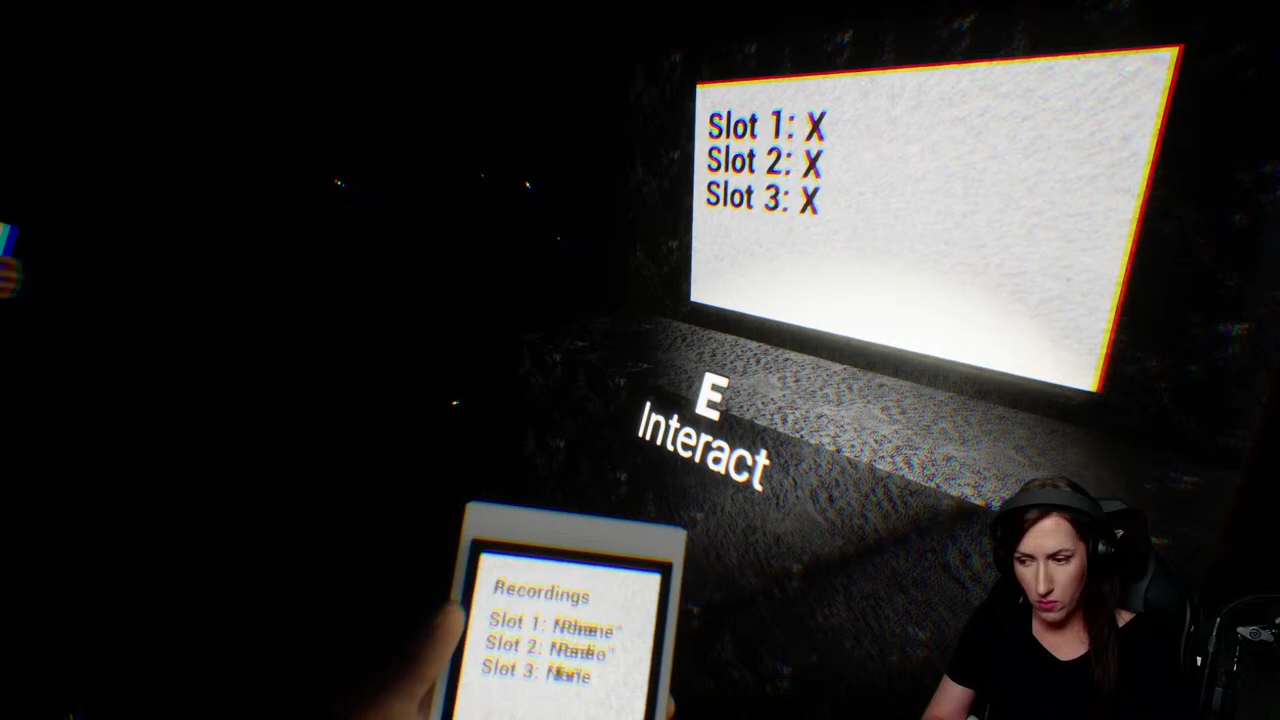 Slot 1: X
Slot 2: X
Slot 3: X
E
Interact
Recordings
Slot 1:
Slot 2:
Slot 3: